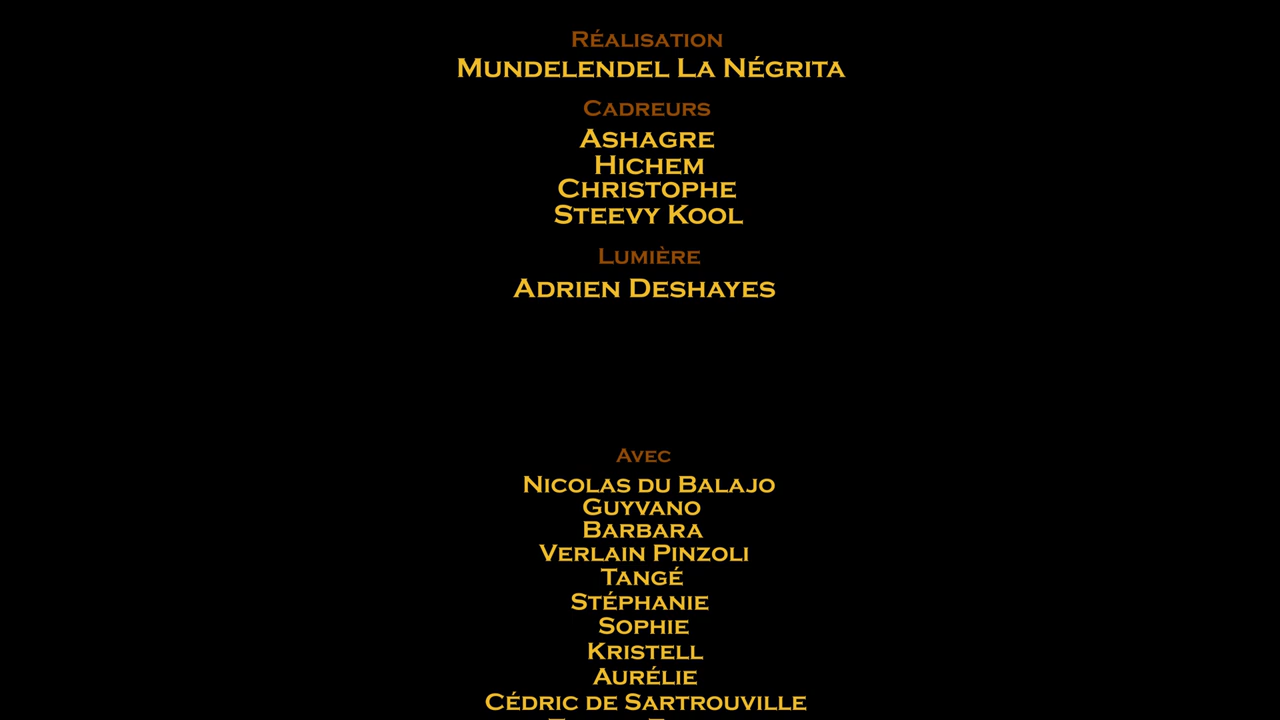 Réalisation
Mundelendel La Négrita
Cadreurs
Ashagre
Hichem
Christophe
Steevy Kool
Lumière
Adrien Deshayes
Avec
Nicolas du Balajo
Guyvano
Barbara
Verlain Pinzoli
Tangé
Stéphanie
Sophie
Kristell
Aurélie
Cédric de Sartrouville